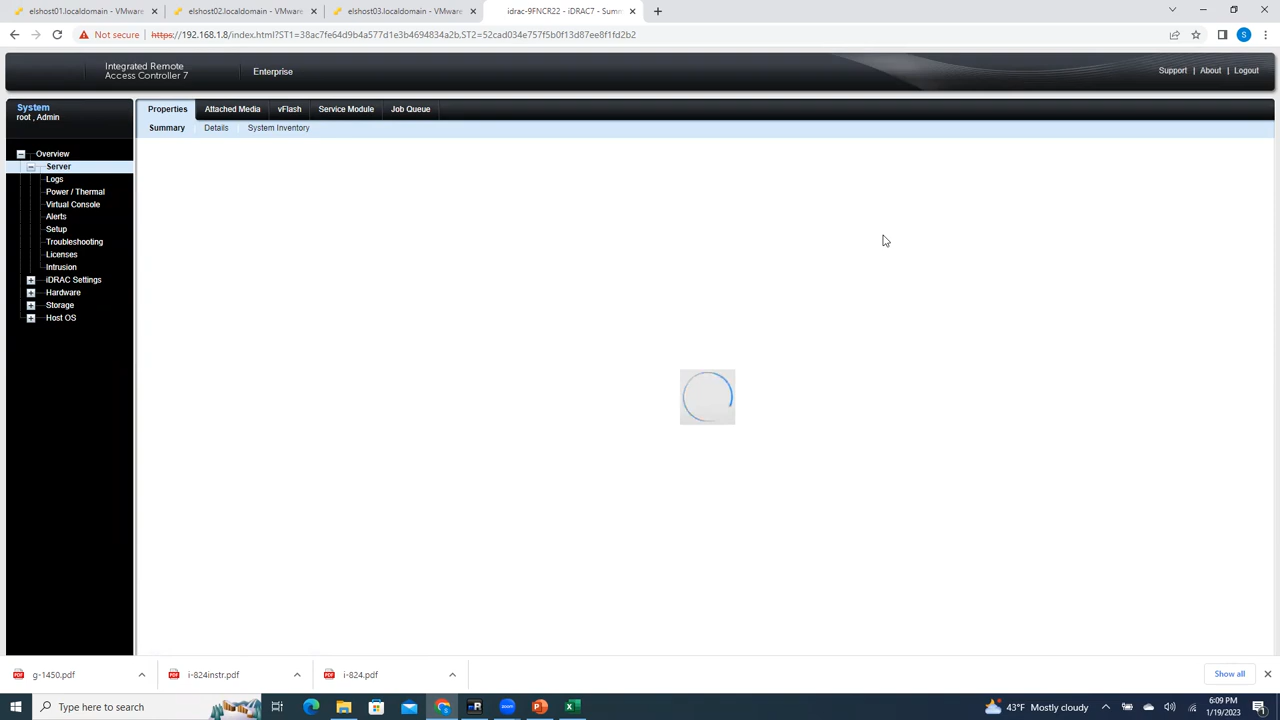 elshost01.localdomain - VMware
elshost02.localdomain - VMware
elshost03.localdomain - VMware
idrac-9FNCR22 - iDRAC7 - Summ
Not secure
https://192.168.1.8/index.html?ST1=38ac7fe64d9b4a577d1e3b4694834a2b,ST2=52cad034e757f5b0f13d87ee8f1fd2b2
S
Integrated Remote
Access Controller 7
Enterprise
Support | About | Logout
System
root , Admin
Properties
Attached Media
vFlash
Service Module
Job Queue
Summary
Details
System Inventory
Overview
Server
Logs
Power / Thermal
Virtual Console
Alerts
Setup
Troubleshooting
Licenses
Intrusion
iDRAC Settings
Hardware
Storage
Host OS
g-1450.pdf
i-824instr.pdf
i-824.pdf
Show all
Type here to search
43°F Mostly cloudy
6:09 PM
1/19/2023